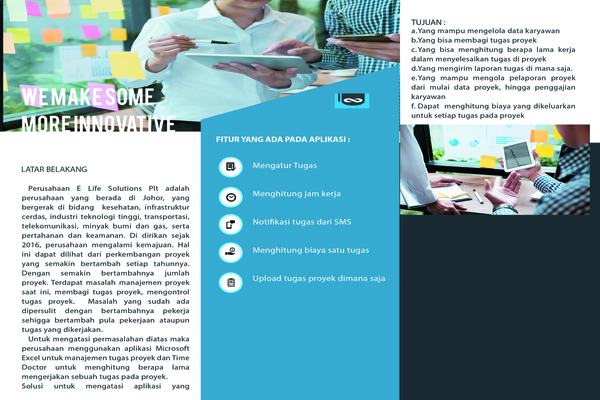 WE MAKE SOME
MORE INNOVATIVE
LATAR BELAKANG
Perusahaan E Life Solutions Plt adalah
perusahaan yang berada di Johor, yang
bergerak di bidang kesehatan, infrastruktur
cerdas, industri teknologi tinggi, transportasi,
telekomunikasi, minyak bumi dan gas, serta
pertahanan dan keamanan. Di dirikan sejak
2016, perusahaan mengalami kemajuan. Hal
ini dapat dilihat dari perkembangan proyek
yang semakin bertambah setiap tahunnya.
Dengan semakin bertambahnya jumlah
proyek. Terdapat masalah manajemen proyek
saat ini, membagi tugas proyek, mengontrol
tugas proyek. Masalah yang sudah ada
dipersulit dengan bertambahnya pekerja
sehigga bertambah pula pekerjaan ataupun
tugas yang dikerjakan.
Untuk mengatasi permasalahan diatas maka
perusahaan menggunakan aplikasi Microsoft
Excel untuk manajemen tugas proyek dan Time
Doctor untuk menghitung berapa lama
mengerjakan sebuah tugas pada proyek.
Solusi untuk mengatasi aplikasi yang
FITUR YANG ADA PADA APLIKASI :
Mengatur Tugas
Menghitung jam kerja
Notifikasi tugas dari SMS
Menghitung biaya satu tugas
Upload tugas proyek dimana saja
TUJUAN :
a.Yang mampu mengelola data karyawan
b.Yang bisa membagi tugas proyek
c.Yang bisa menghitung berapa lama kerja
dalam menyelesaikan tugas di proyek
d.Yang mengirim laporan tugas di mana saja.
e.Yang mampu mengola pelaporan proyek
dari mulai data proyek, hingga penggajian
karyawan
f. Dapat menghitung biaya yang dikeluarkan
untuk setiap tugas pada proyek